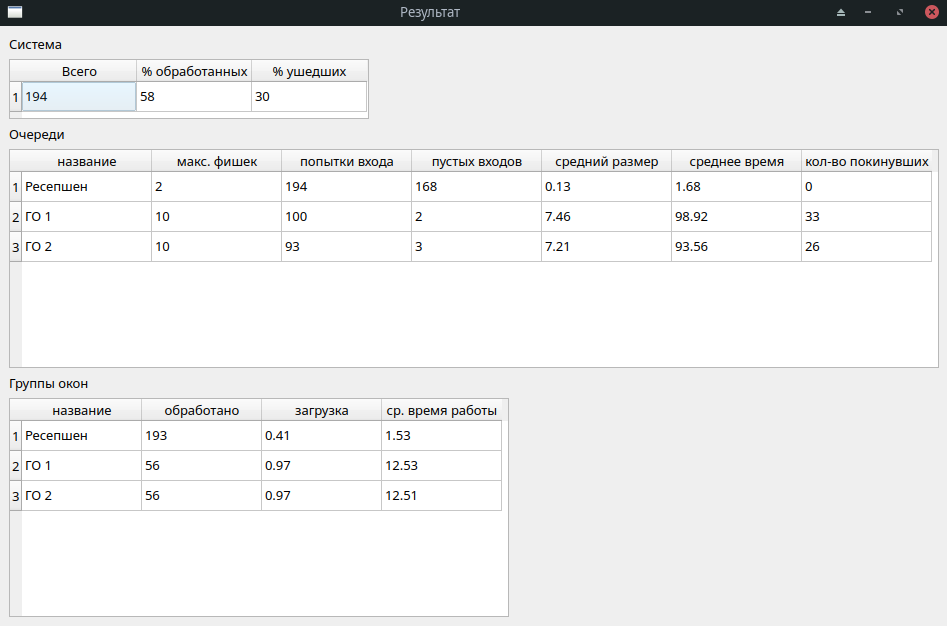 Результат
Система
Всего % обработанных % ушедших
1 194 58 30
Очереди
название макс. фишек попытки входа пустых входов средний размер среднее время кол-во покинувших
1 Ресепшен 2 194 168 0.13 1.68 0
2 ГО 1 10 100 2 7.46 98.92 33
3 ГО 2 10 93 3 7.21 93.56 26
Группы окон
название обработано загрузка ср. время работы
1 Ресепшен 193 0.41 1.53
2 ГО 1 56 0.97 12.53
3 ГО 2 56 0.97 12.51